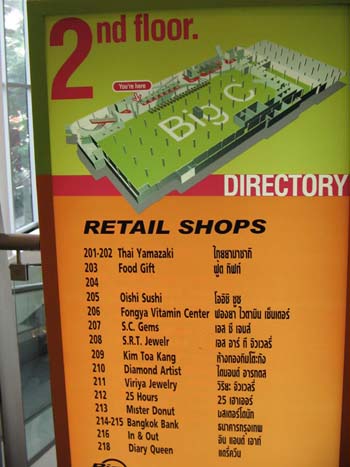 2nd floor.
You're here
Big C
DIRECTORY
RETAIL SHOPS
201-202 Thai Yamazaki ไทยยามาซากิ
203 Food Gift ฟู้ด กิฟท์
204
205 Oishi Sushi โออิชิ ซูชิ
206 Fongya Vitamin Center ฟองยา ไวตามิน เซ็นเตอร์
207 S.C. Gems เอส ซี เจมส์
208 S.R.T. Jewelr เอส อาร์ ที จิวเวลรี่
209 Kim Toa Kang ห้างทองกิมโต๊ะกัง
210 Diamond Artist ไดมอนด์ อารทตส
211 Viriya Jewelry วิริยะ จิวเวลรี่
212 25 Hours 25 เฮาเออร์
213 Mister Donut มิสเตอร์โดนัท
214-215 Bangkok Bank ธนาคารกรุงเทพ
216 In & Out อิน แอนด์ เอาท์
218 Diary Queen แดรี่ควีน